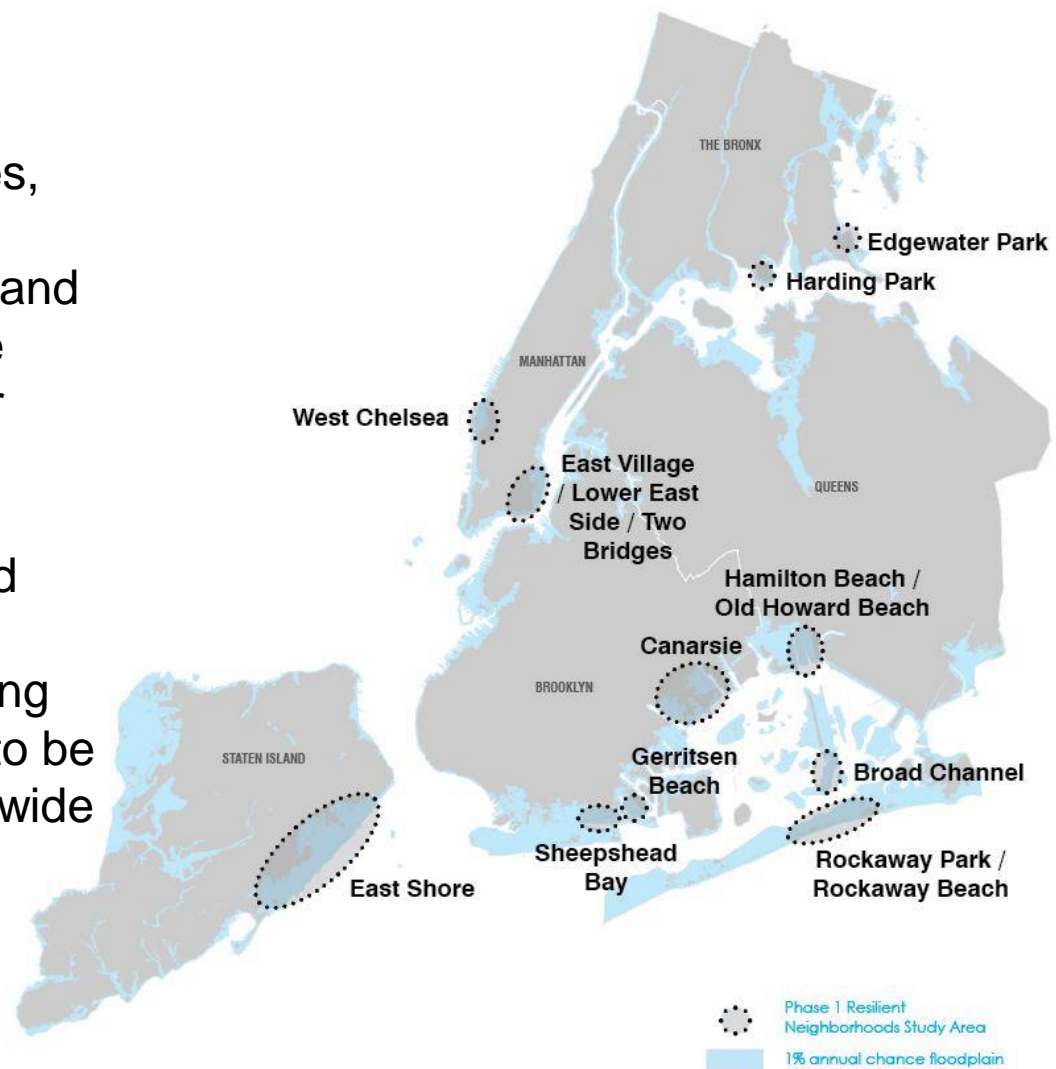 es,
and
e
r
d
ng
to be
wide
THE BRONX
Edgewater Park
Harding Park
MANHATTAN
West Chelsea
East Village
/ Lower East
Side / Two
Bridges
QUEENS
Hamilton Beach /
Old Howard Beach
Canarsie
BROOKLYN
STATEN ISLAND
Gerritsen
Beach
Broad Channel
Sheepshead
Bay
Rockaway Park /
Rockaway Beach
East Shore
Phase 1 Resilient
Neighborhoods Study Area
1% annual chance floodplain